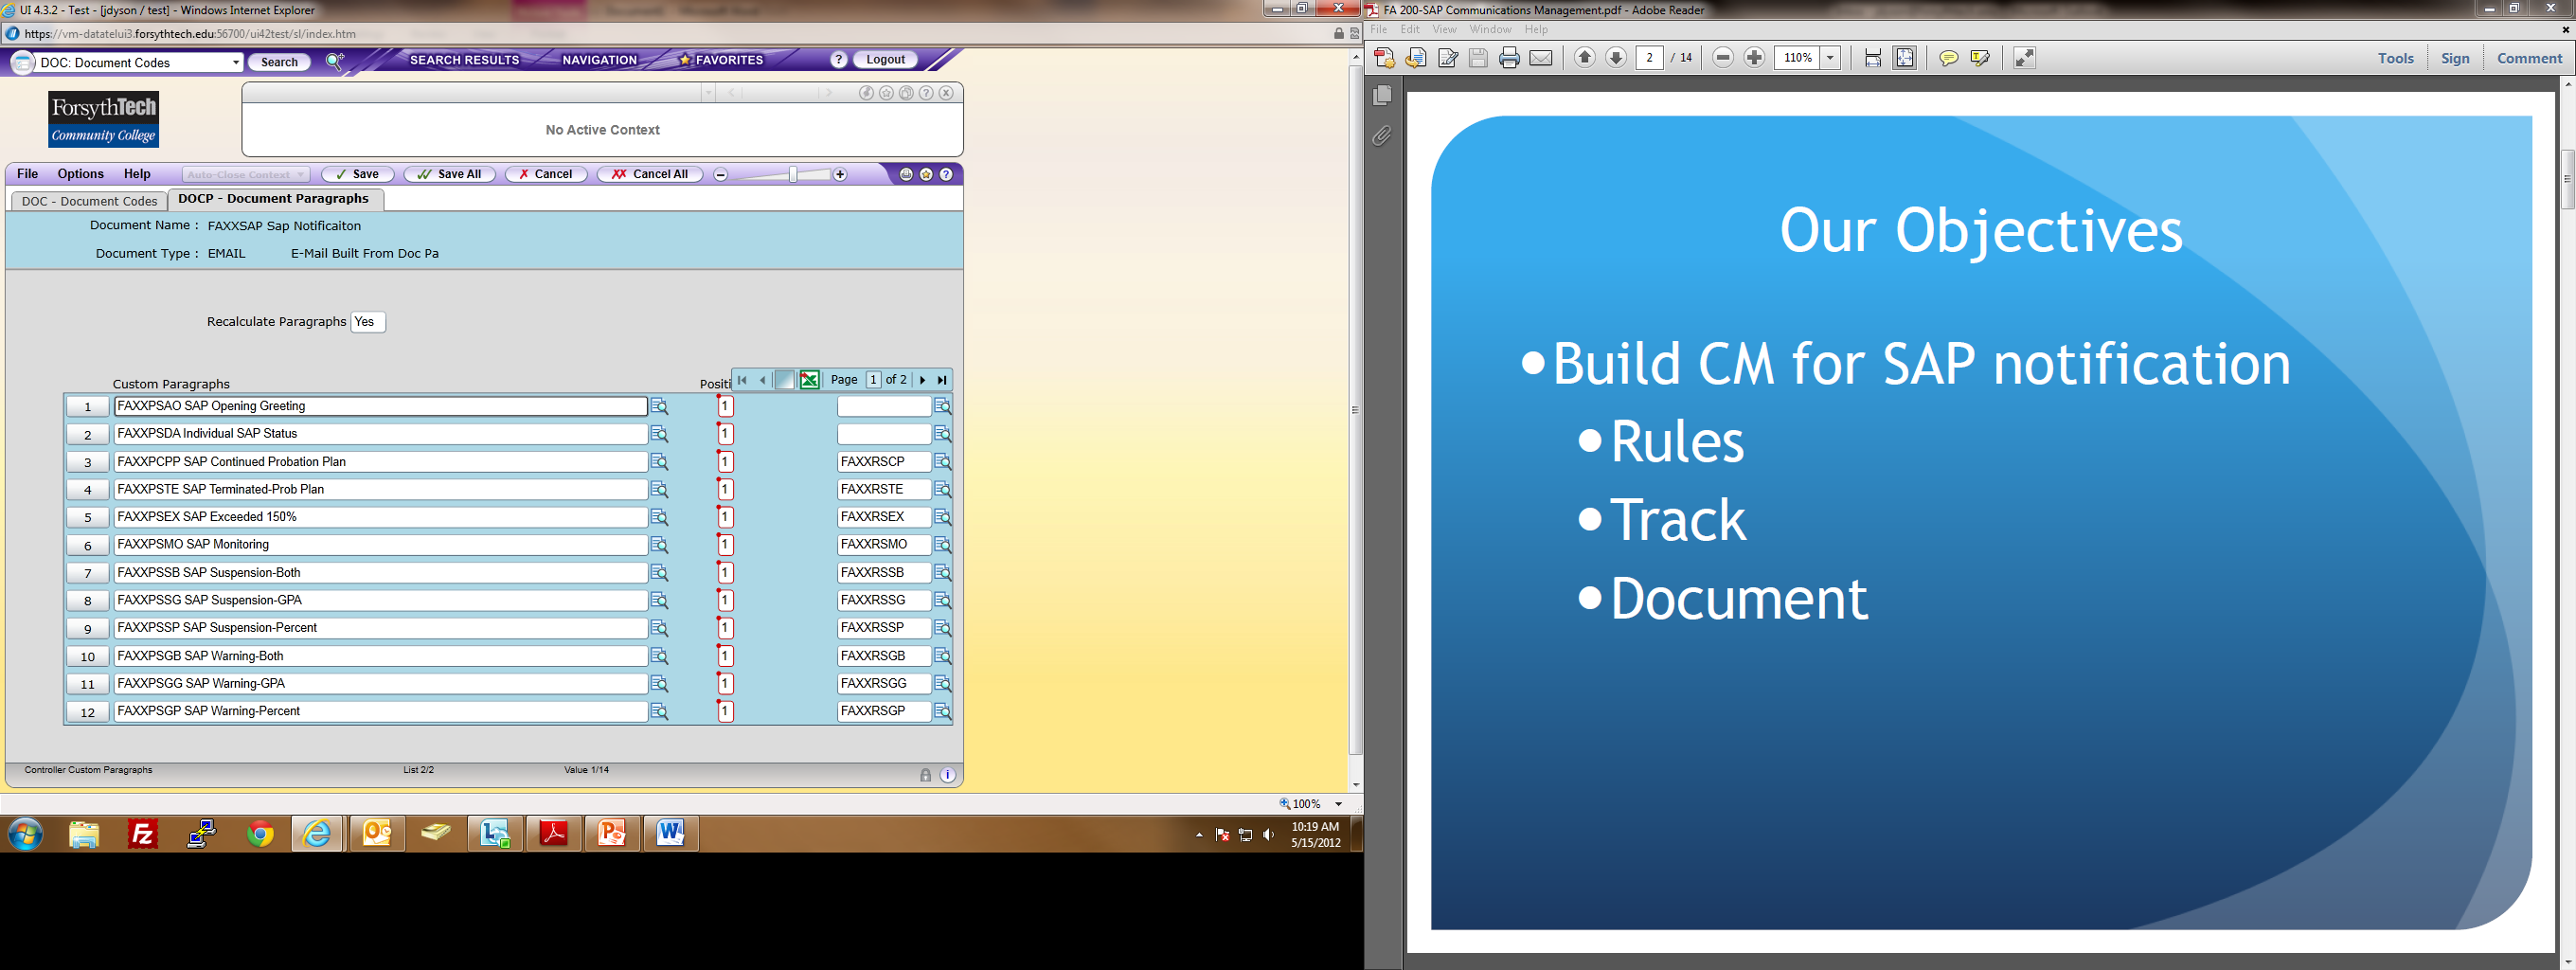 UI 4.3.2 - Test - [jdyson / test] - Windows Internet Explorer
https://vm-datatelui3.forsythtech.edu:56700/ui42test/sl/index.htm
DOC: Document Codes
Search
SEARCH RESULTS
NAVIGATION
FAVORITES
?
Logout
ForsythTech
Community College
No Active Context
File
Options
Help
Auto-Close Context
Save
Save All
Cancel
Cancel All
DOC - Document Codes
DOCP - Document Paragraphs
Document Name : FAXXSAP Sap Notificaiton
Document Type : EMAIL E-Mail Built From Doc Pa
Recalculate Paragraphs Yes
Custom Paragraphs
Positi
Page 1 of 2
1 FAXXPSAO SAP Opening Greeting 1
2 FAXXPSDA Individual SAP Status 1
3 FAXXPCPP SAP Continued Probation Plan 1 FAXXRSCP
4 FAXXPSTE SAP Terminated-Prob Plan 1 FAXXRSTE
5 FAXXPSEX SAP Exceeded 150% 1 FAXXRSEX
6 FAXXPSMO SAP Monitoring 1 FAXXRSMO
7 FAXXPSSB SAP Suspension-Both 1 FAXXRSSB
8 FAXXPSSG SAP Suspension-GPA 1 FAXXRSSG
9 FAXXPSSP SAP Suspension-Percent 1 FAXXRSSP
10 FAXXPSGB SAP Warning-Both 1 FAXXRSGB
11 FAXXPSGG SAP Warning-GPA 1 FAXXRSGG
12 FAXXPSGP SAP Warning-Percent 1 FAXXRSGP
Controller Custom Paragraphs
List 2/2
Value 1/14
100%
10:19 AM
5/15/2012
FA 200-SAP Communications Management.pdf - Adobe Reader
File Edit View Window Help
2 / 14
110%
Tools
Sign
Comment
Our Objectives
•Build CM for SAP notification
•Rules
•Track
•Document